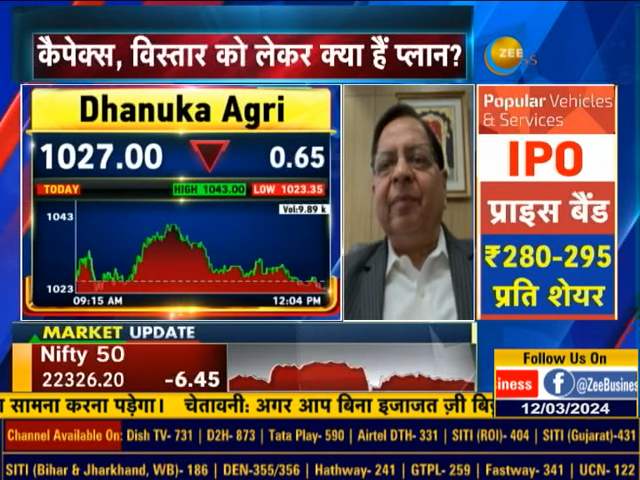 कैपेक्स, विस्तार को लेकर क्या हैं प्लान?
ZEE
Dhanuka Agri
1027.00 0.65
TODAY HIGH 1043.00 LOW 1023.35
Vol:9.89 k
1043
1023
09:15 AM 12:04 PM
Popular Vehicles
& Services
IPO
प्राइस बैंड
₹280-295
प्रति शेयर
MARKET UPDATE
Nifty 50
22326.20 -6.45
Follow Us On
iness f @ZeeBusines
12/03/2024
सामना करना पड़ेगा। चेतावनी: अगर आप बिना इजाजत ज़ी
Channel Available On: Dish TV- 731 | D2H- 873 | Tata Play- 590 | Airtel DTH- 331 | SITI (ROI)- 404 | SITI (Gujarat)-431
SITI (Bihar & Jharkhand, WB)- 186 | DEN-355/356 | Hathway- 241 | GTPL- 259 | Fastway- 341 | UCN- 122